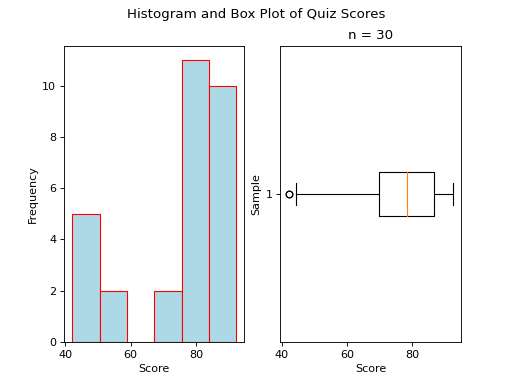 Histogram and Box Plot of Quiz Scores
n = 30
10
8
6
4
2
0
Frequency
40 60 80
Score
Sample
1
40 60 80
Score